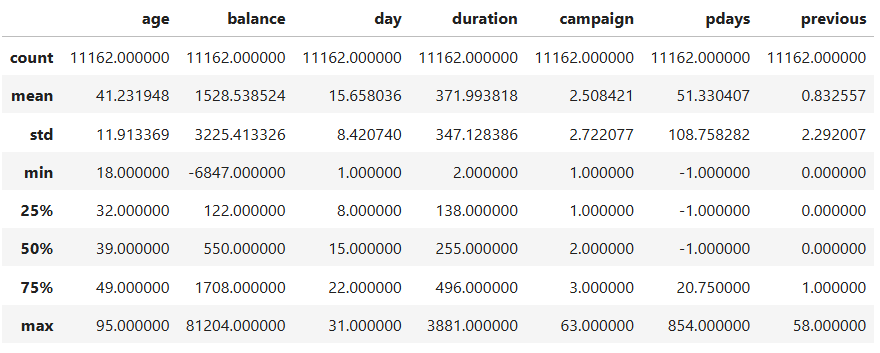 age balance day duration campaign pdays previous
count 11162.000000 11162.000000 11162.000000 11162.000000 11162.000000 11162.000000 11162.000000
mean 41.231948 1528.538524 15.658036 371.993818 2.508421 51.330407 0.832557
std 11.913369 3225.413326 8.420740 347.128386 2.722077 108.758282 2.292007
min 18.000000 -6847.000000 1.000000 2.000000 1.000000 -1.000000 0.000000
25% 32.000000 122.000000 8.000000 138.000000 1.000000 -1.000000 0.000000
50% 39.000000 550.000000 15.000000 255.000000 2.000000 -1.000000 0.000000
75% 49.000000 1708.000000 22.000000 496.000000 3.000000 20.750000 1.000000
max 95.000000 81204.000000 31.000000 3881.000000 63.000000 854.000000 58.000000